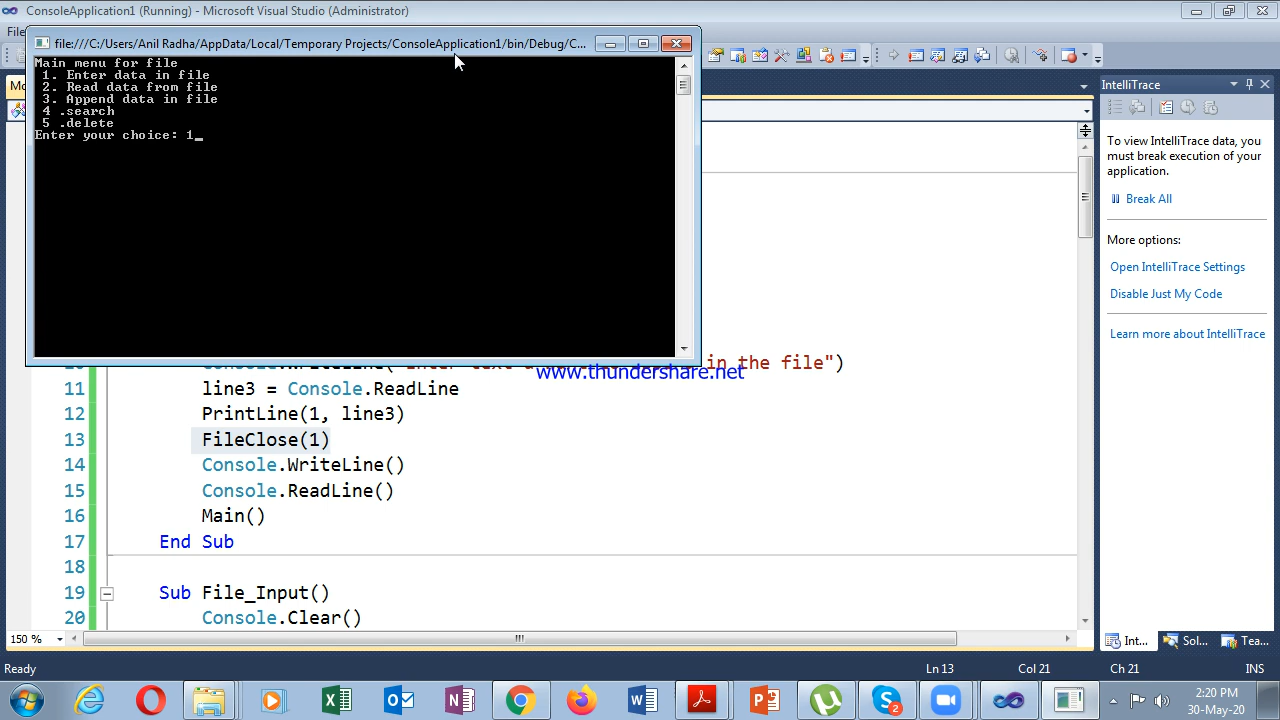 ConsoleApplication1 (Running) - Microsoft Visual Studio (Administrator)
file:///C:/Users/Anil Radha/AppData/Local/Temporary Projects/ConsoleApplication1/bin/Debug/C...
Main menu for file
1. Enter data in file
2. Read data from file
3. Append data in file
4 .search
5 .delete
Enter your choice: 1_
in the file")
www.thundershare.net
11 line3 = Console.ReadLine
12 PrintLine(1, line3)
13 FileClose(1)
14 Console.WriteLine()
15 Console.ReadLine()
16 Main()
17 End Sub
18
19 Sub File_Input()
20 Console.Clear()
150 %
IntelliTrace
To view IntelliTrace data, you
must break execution of your
application.
Break All
More options:
Open IntelliTrace Settings
Disable Just My Code
Learn more about IntelliTrace
Int... Sol... Tea...
Ready Ln 13 Col 21 Ch 21 INS
2:20 PM
30-May-20